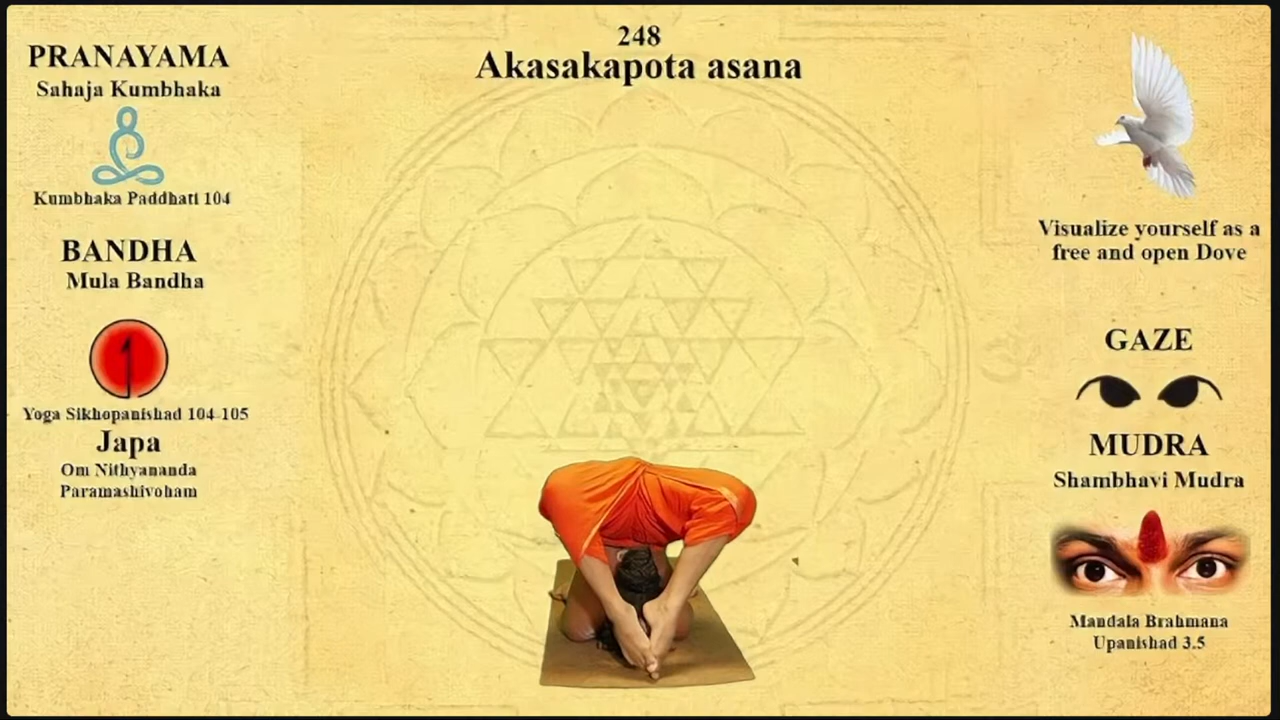 248
Akasakapota asana
PRANAYAMA
Sahaja Kumbhaka
Kumbhaka Paddhati 104
BANDHA
Mula Bandha
Yoga Sikhopanishad 104-105
Japa
Om Nithyananda
Paramashivoham
Visualize yourself as a
free and open Dove
GAZE
MUDRA
Shambhavi Mudra
Mandala Brahmana
Upanishad 3.5